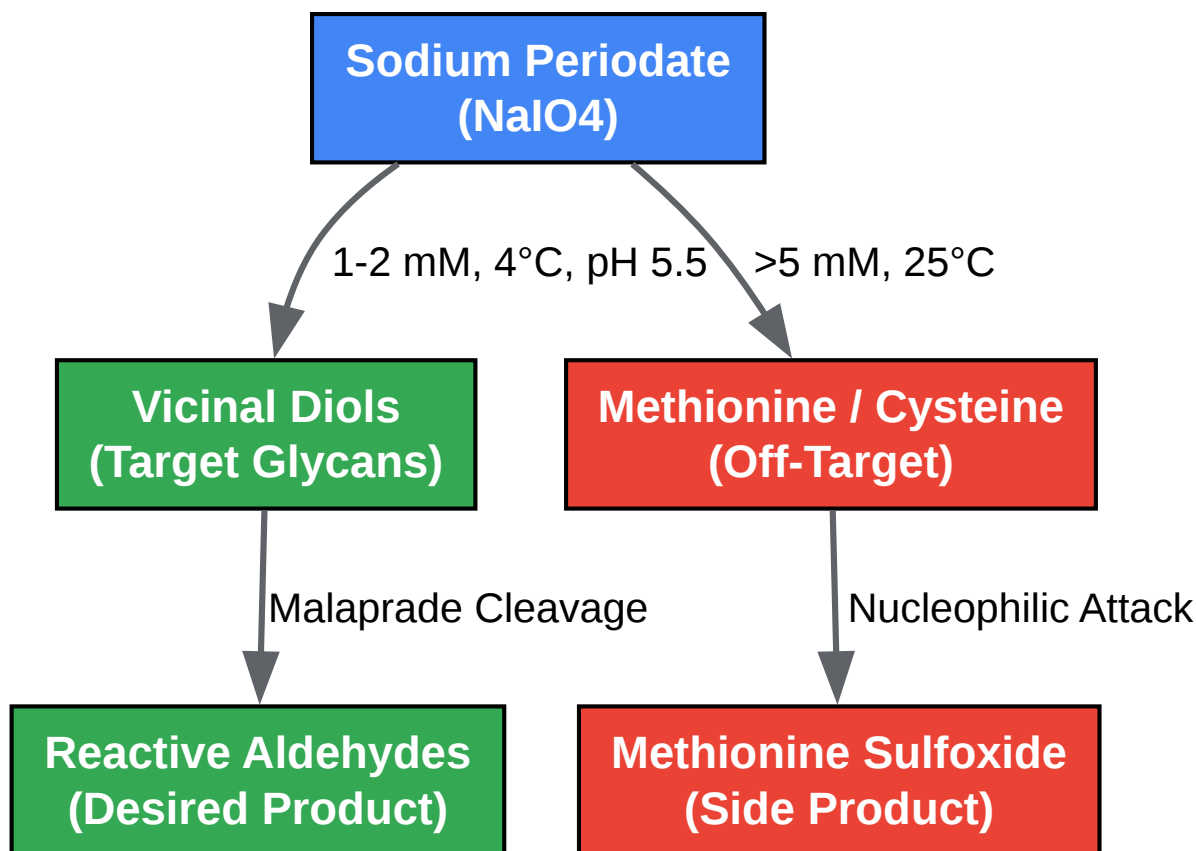 Sodium Periodate
(NaIO4)
1-2 mM, 4°C, pH 5.5
>5 mM, 25°C
Vicinal Diols
(Target Glycans)
Methionine / Cysteine
(Off-Target)
Malaprade Cleavage
Nucleophilic Attack
Reactive Aldehydes
(Desired Product)
Methionine Sulfoxide
(Side Product)